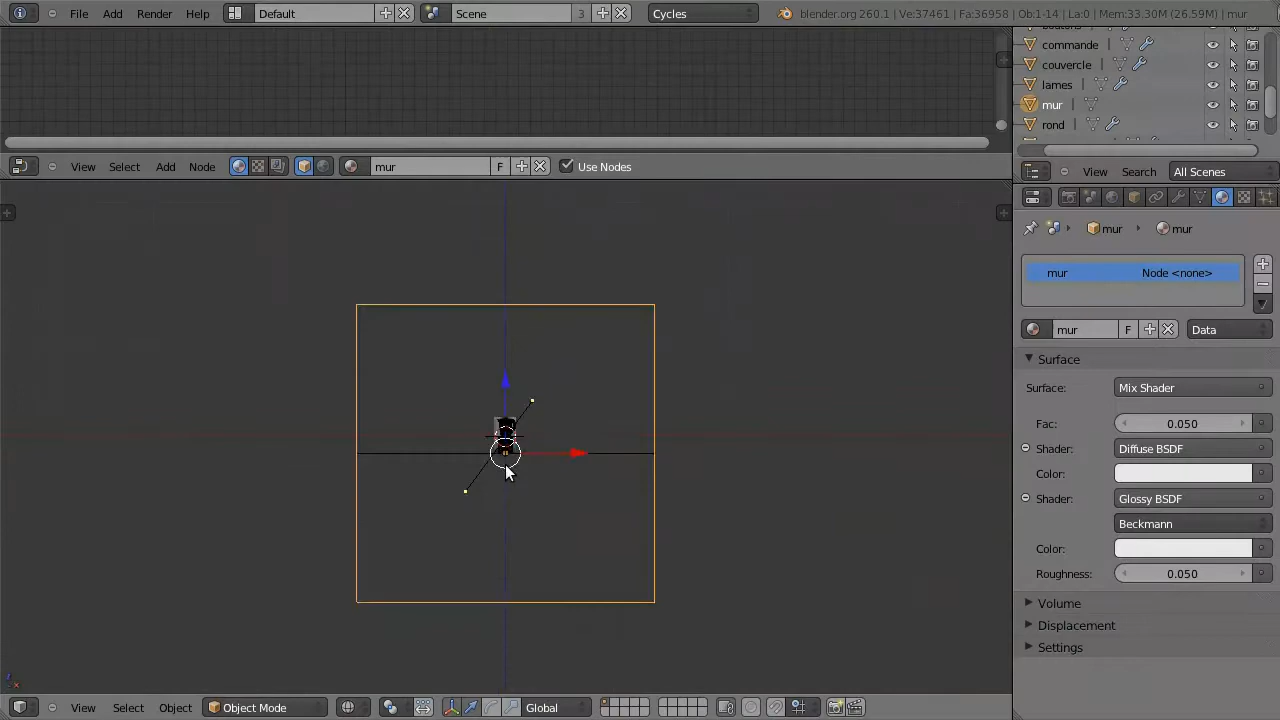 File Add Render Help Default Scene 3 Cycles blender.org 260.1 | Ve:37461 | Fa:36958 | Ob:1-14 | La:0 | Mem:33.30M (26.59M) | mur
commande
couvercle
lames
mur
rond
View Select Add Node mur F Use Nodes
View Search All Scenes
mur mur
mur Node <none>
mur F Data
Surface
Surface: Mix Shader
Fac: 0.050
Shader: Diffuse BSDF
Color:
Shader: Glossy BSDF
Beckmann
Color:
Roughness: 0.050
Volume
Displacement
Settings
View Select Object Object Mode Global